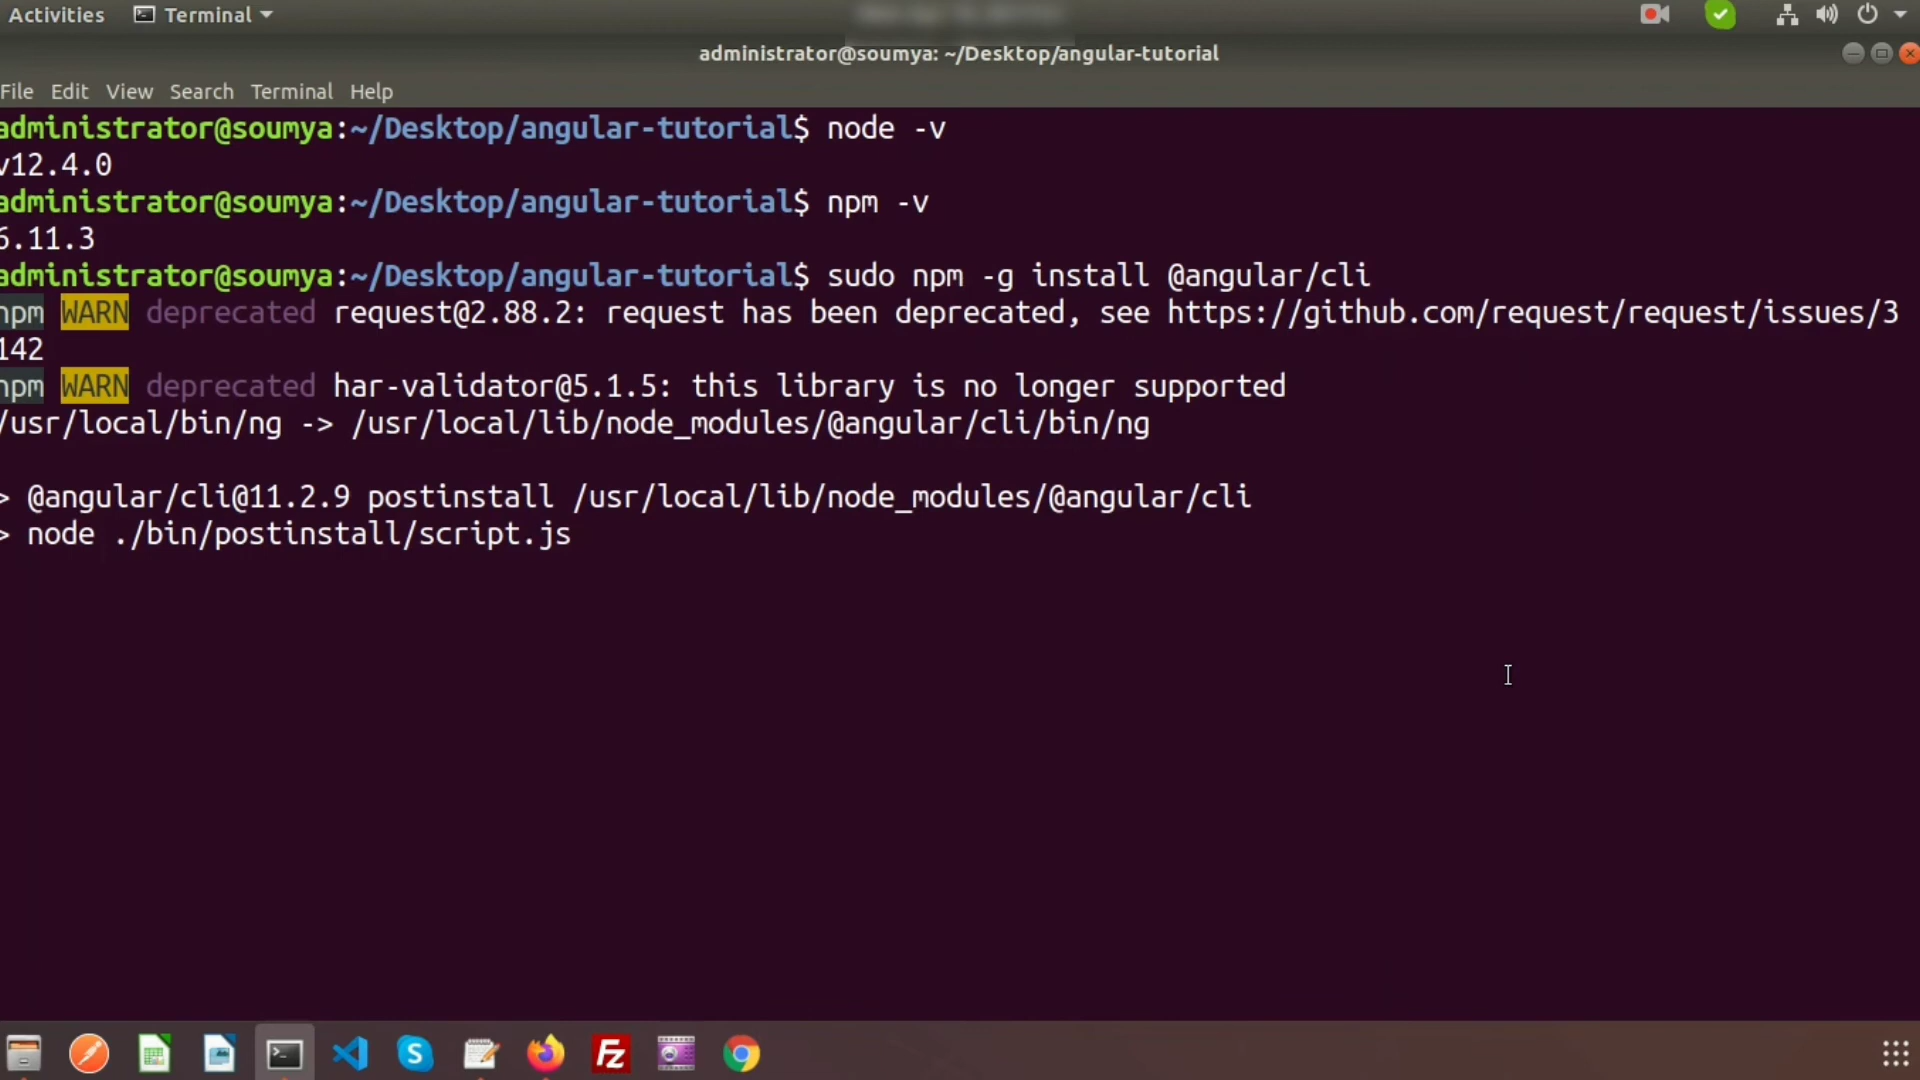 Activities Terminal
administrator@soumya: ~/Desktop/angular-tutorial
File Edit View Search Terminal Help
administrator@soumya:~/Desktop/angular-tutorial$ node -v
v12.4.0
administrator@soumya:~/Desktop/angular-tutorial$ npm -v
6.11.3
administrator@soumya:~/Desktop/angular-tutorial$ sudo npm -g install @angular/cli
npm WARN deprecated request@2.88.2: request has been deprecated, see https://github.com/request/request/issues/3
142
npm WARN deprecated har-validator@5.1.5: this library is no longer supported
/usr/local/bin/ng -> /usr/local/lib/node_modules/@angular/cli/bin/ng
> @angular/cli@11.2.9 postinstall /usr/local/lib/node_modules/@angular/cli
> node ./bin/postinstall/script.js